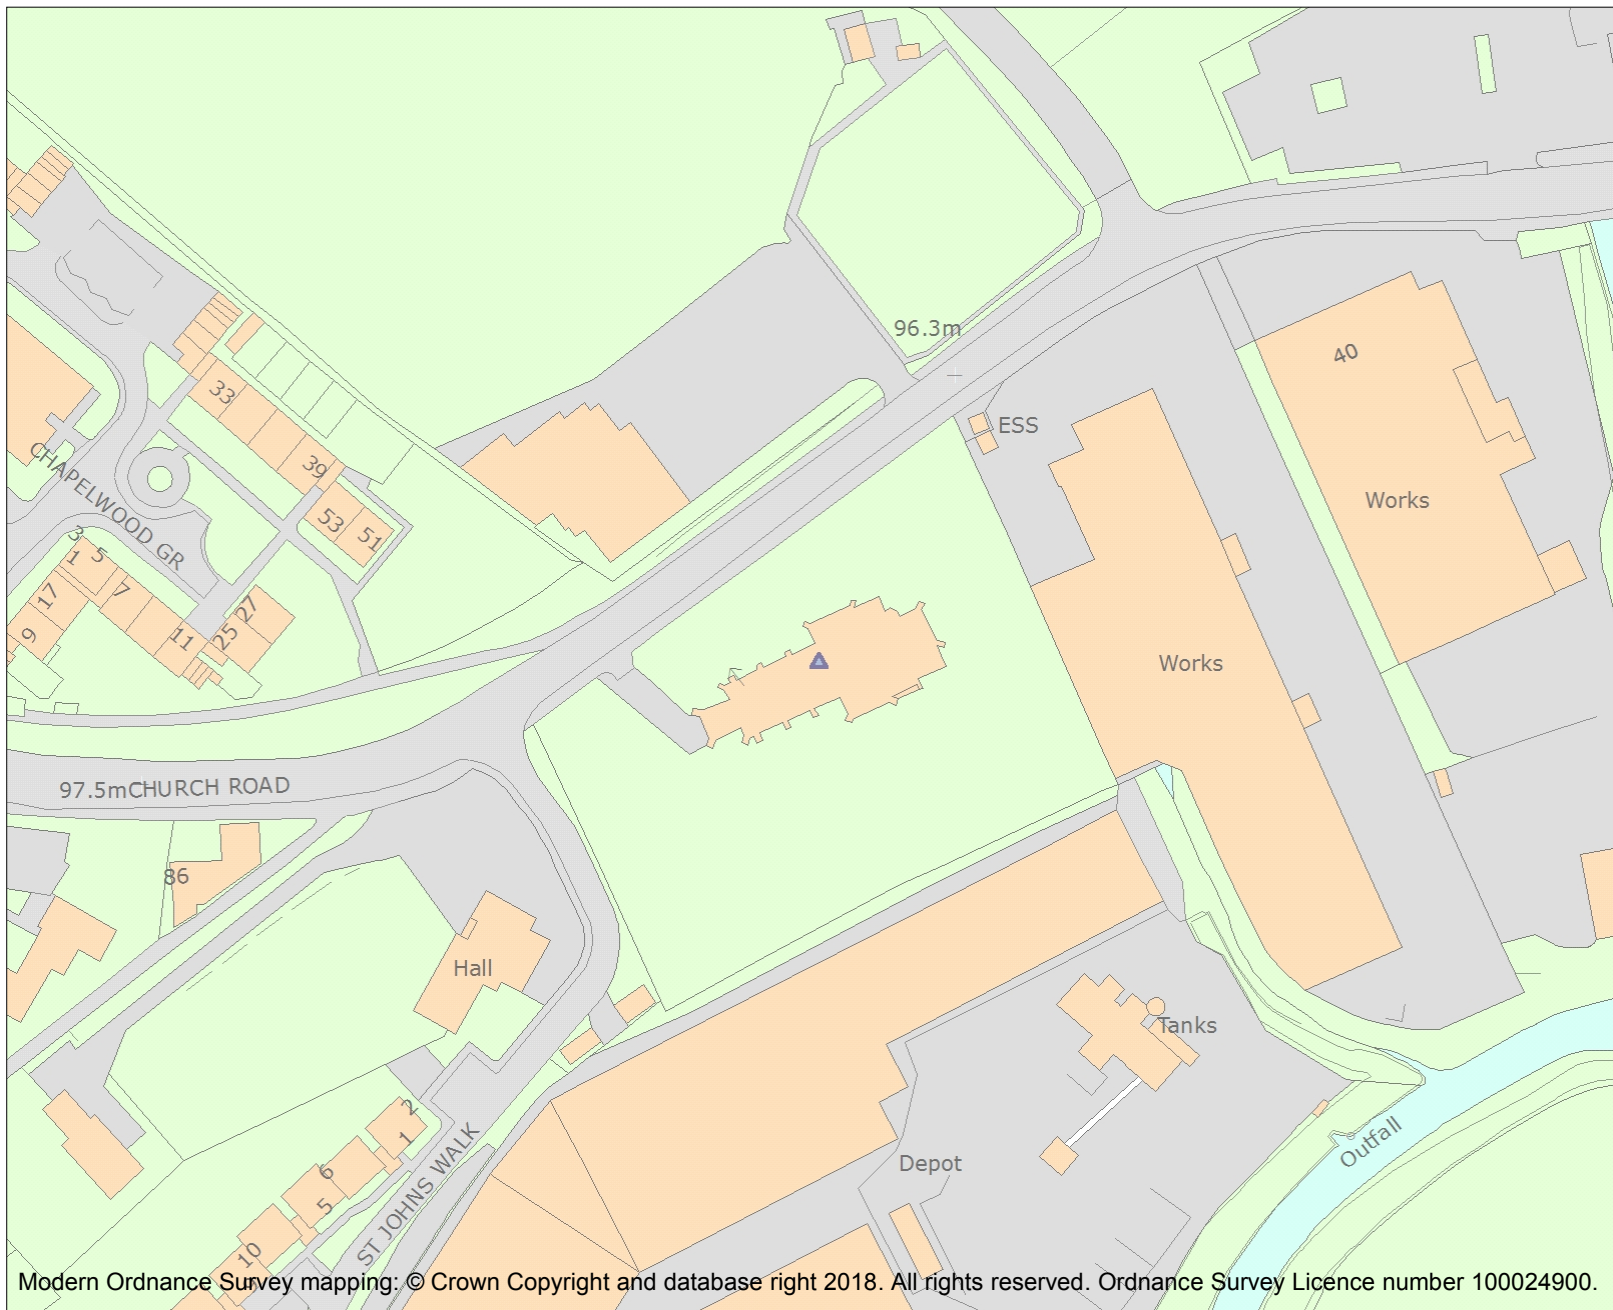 96.3m
40
33
ESS
39
CHAPELWOOD GR
Works
53
51
3
1
5
17
7
27
9
11
25
Works
97.5mCHURCH ROAD
86
Hall
Tanks
2
1
Outfall
6
ST JOHNS WALK
Depot
5
10
Modern Ordnance Survey mapping: © Crown Copyright and database right 2018. All rights reserved. Ordnance Survey Licence number 100024900.